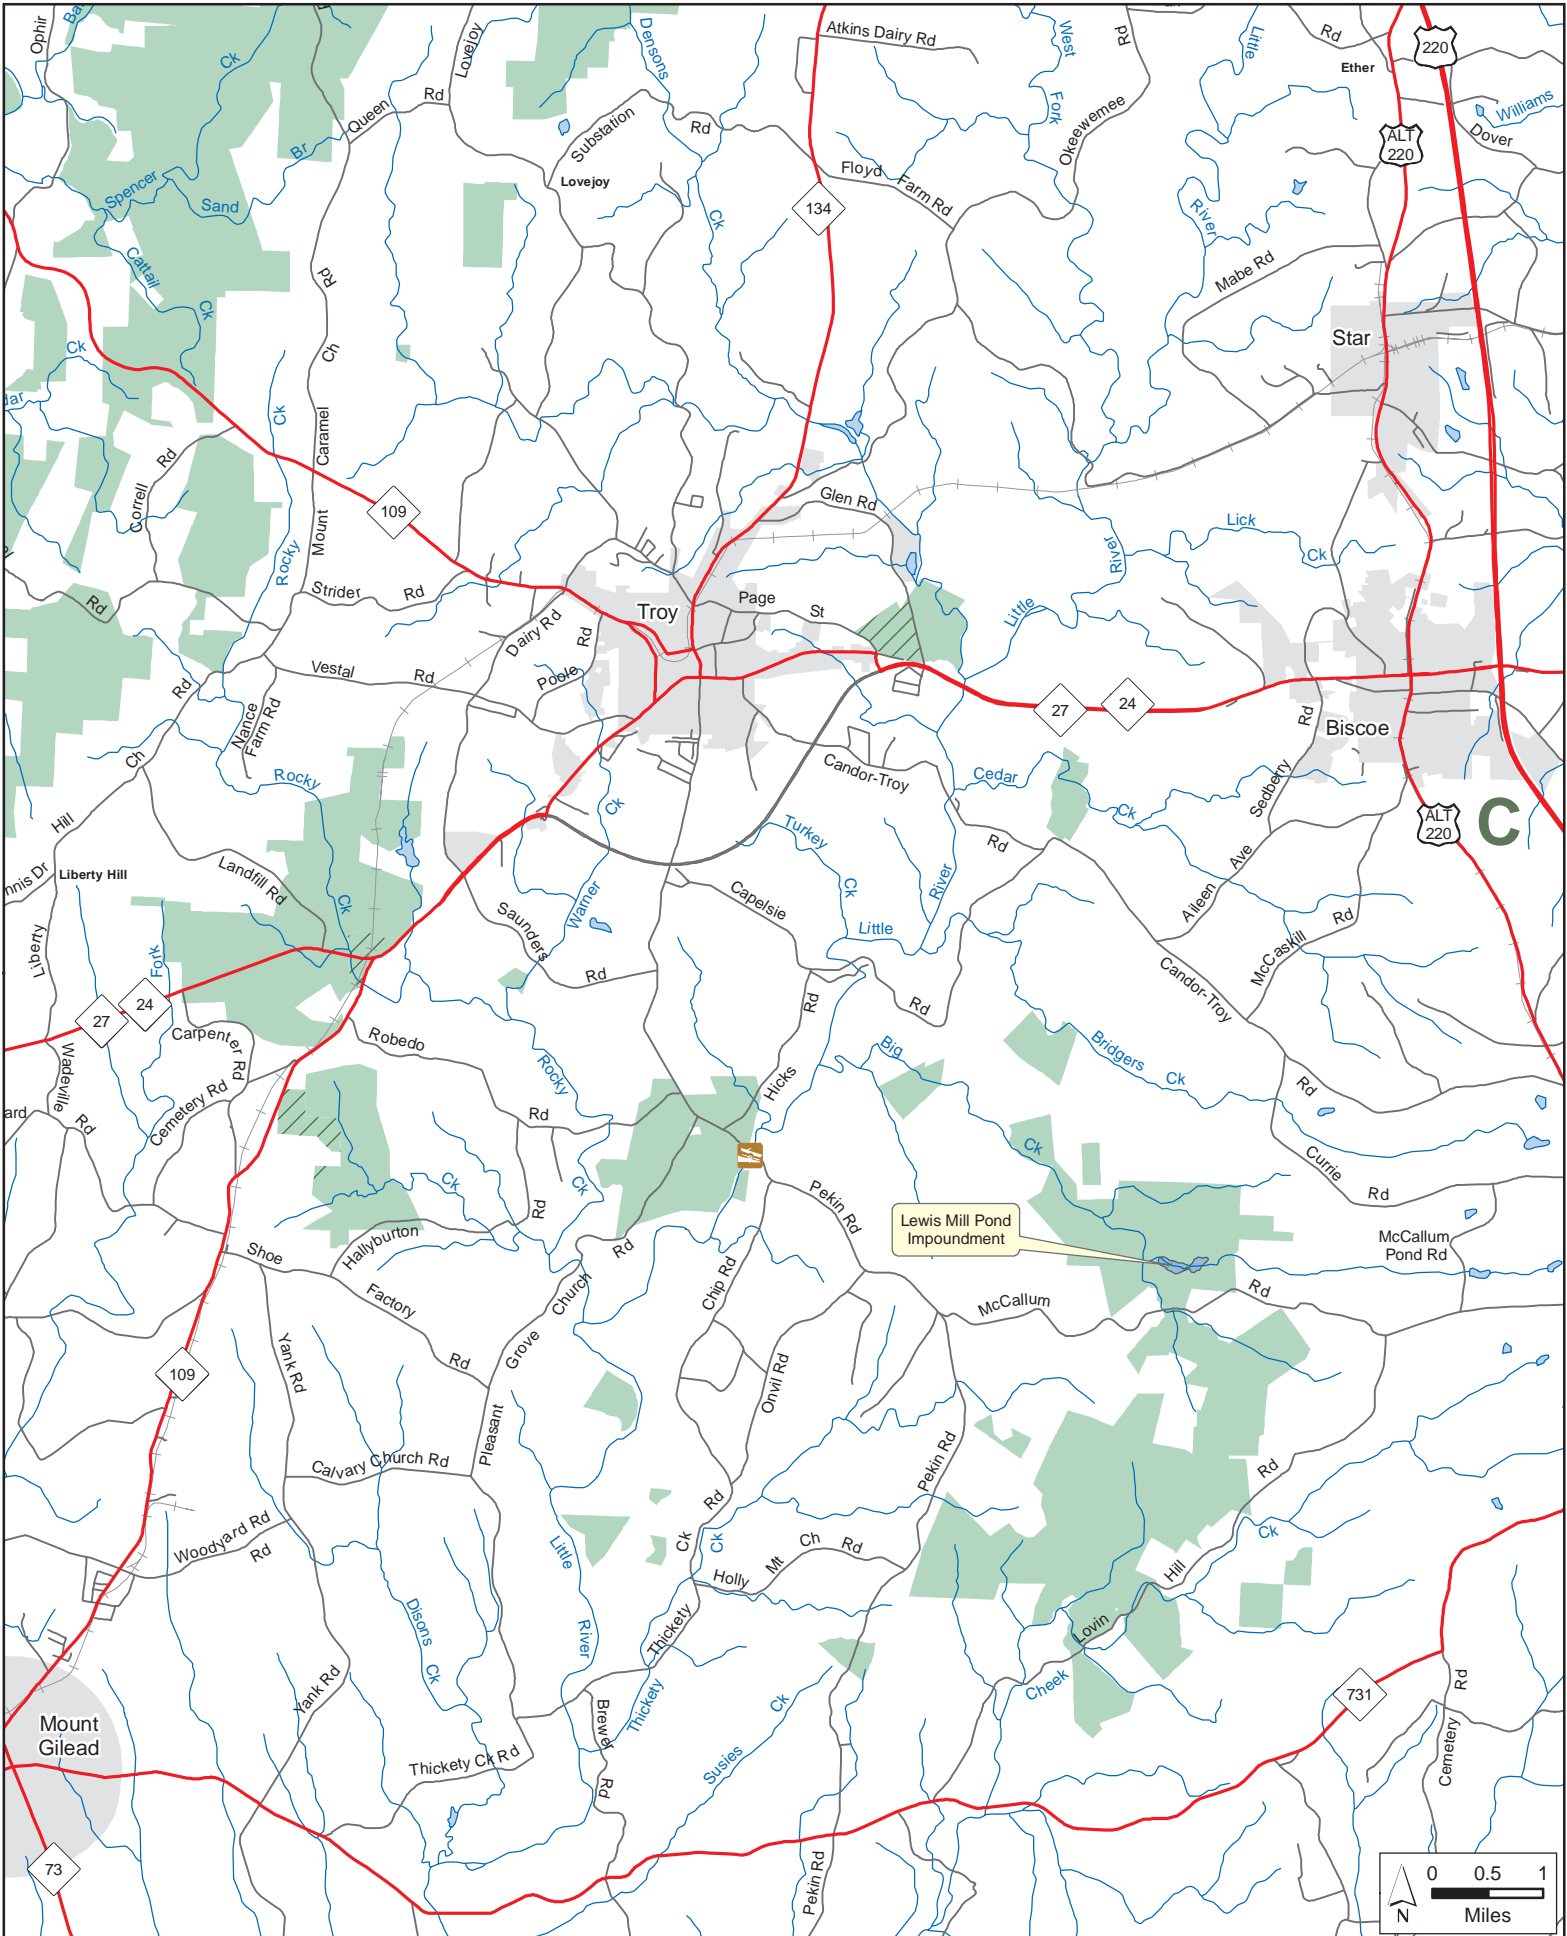 Ophir
Ck
Lovejoy
Densons
Atkins Dairy Rd
West
Fork
Rd
Little
Rd
Ether
220
Williams
Dover
ALT
220
Queen
Rd
Substation
Rd
Okeewemee
Br
Spencer
Sand
Lovejoy
Floyd
Farm Rd
134
Ck
River
Cattail
Ck
Rd
Mabe Rd
Star
Ck
Ch
Caramel
Ck
Rd
Correll
109
Mount
Glen Rd
Lick
Ck
River
Rocky
Rd
Strider
Rd
Troy
Page
St
Little
Dairy Rd
Rd
Poole
Vestal
Rd
Rd
Nance
Farm Rd
27
24
Rd
Biscoe
Ch
Rocky
Candor-Troy
Cedar
Ck
Sedberry
Hill
Ck
Turkey
Ck
Rd
ALT
220
C
Liberty Hill
Landfill Rd
Ck
Warner
Capelsie
River
Ave
Aileen
Liberty
Fork
Saunders
Rd
Little
Rd
McCaskill
Candor-Troy
24
27
Carpenter
Rd
Rd
Rd
Wadeville
Rd
Robedo
Rocky
Big
Bridgers
Ck
Hicks
Rd
Cemetery Rd
Rd
Ck
Currie
Rd
Ck
Ck
Rd
Pekin Rd
Lewis Mill Pond
Impoundment
McCallum
Pond Rd
Shoe
Hallyburton
Rd
Church
Chip Rd
McCallum
Rd
Factory
Rd
Grove
Yank Rd
109
Onvil Rd
Pleasant
Calvary Church Rd
Pekin Rd
Rd
Rd
Ck
Ck
Woodyard Rd
Rd
Little
River
Holly
Mt
Ch
Rd
Ck
Hill
Lovin
Disons
Ck
Thickety
Thickety
Cheek
Yank Rd
Brewer
Rd
Susies
Ck
731
Rd
Cemetery
Mount
Gilead
Thickety Ck Rd
73
Pekin Rd
0 0.5 1
N
Miles